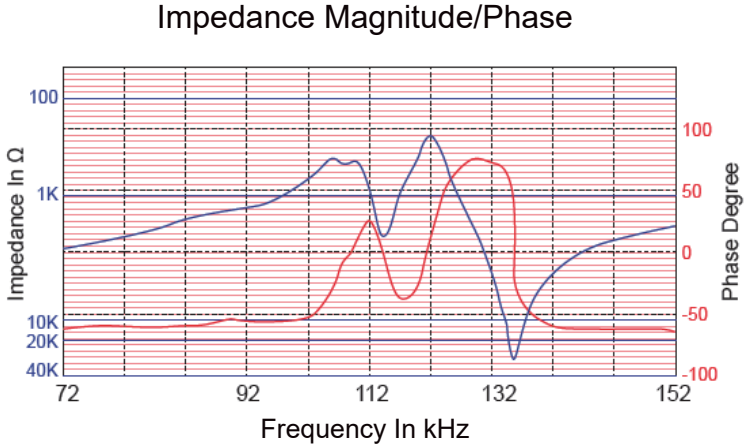 Impedance Magnitude/Phase
Impedance In Ω
100
1K
10K
20K
40K
100
50
0
-50
-100
Phase Degree
72 92 112 132 152
Frequency In kHz